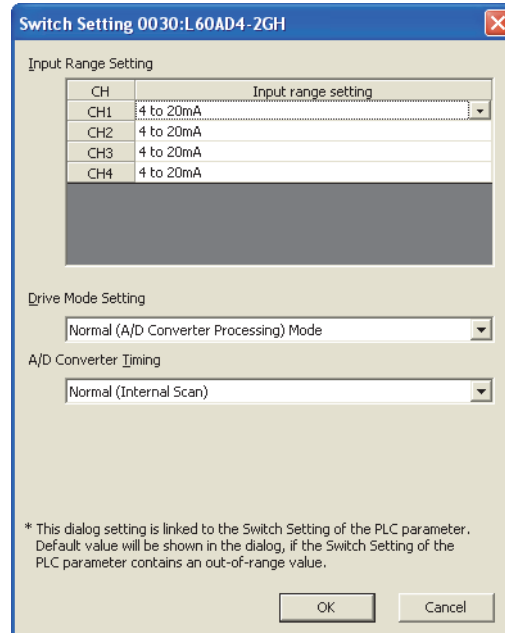 Switch Setting 0030:L60AD4-2GH
Input Range Setting
CH Input range setting
CH1 4 to 20mA
CH2 4 to 20mA
CH3 4 to 20mA
CH4 4 to 20mA
Drive Mode Setting
Normal (A/D Converter Processing) Mode
A/D Converter Timing
Normal (Internal Scan)
* This dialog setting is linked to the Switch Setting of the PLC parameter.
Default value will be shown in the dialog, if the Switch Setting of the
PLC parameter contains an out-of-range value.
OK Cancel